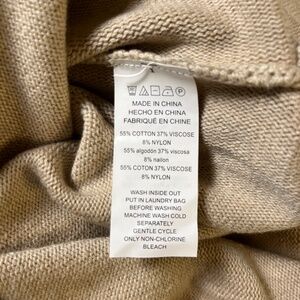 MADE IN CHINA
HECHO EN CHINA
FABRIQUÉ EN CHINE
55% COTTON 37% VISCOSE
8% NYLON
55% algodón 37% viscosa
8% nailon
55% COTON 37% VISCOSE
8% NYLON
WASH INSIDE OUT
PUT IN LAUNDRY BAG
BEFORE WASHING
MACHINE WASH COLD
SEPARATELY
GENTLE CYCLE
ONLY NON-CHLORINE
BLEACH